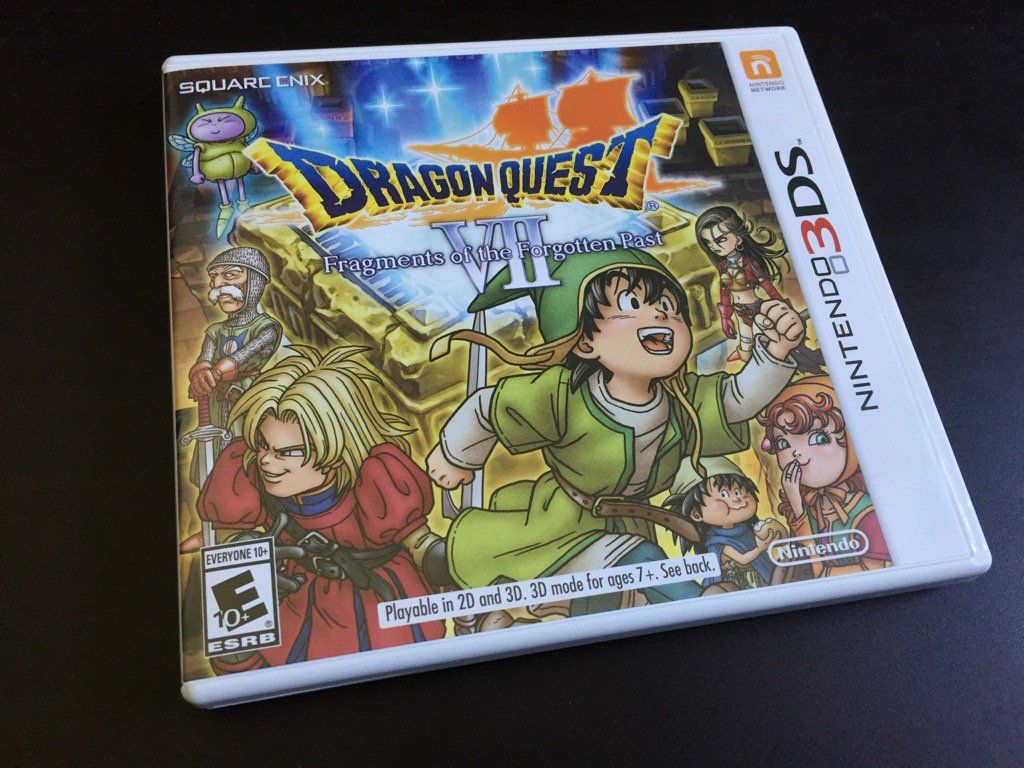 SQUARE ENIX
NINTENDO
NETWORK
DRAGON QUEST®
VII
Fragments of the Forgotten Past
NINTENDO 3DS™
EVERYONE 10+
E
10+
®
ESRB
Playable in 2D and 3D. 3D mode for ages 7+. See back.
Nintendo